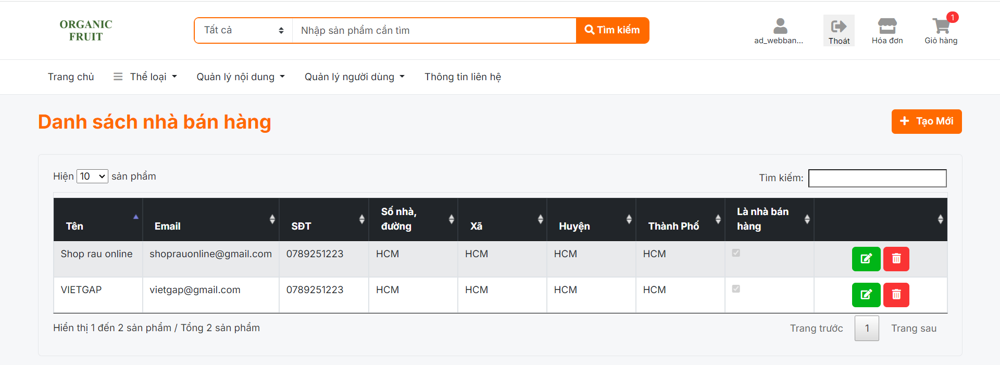 ORGANIC
FRUIT
Tất cả
Nhập sản phẩm cần tìm
Tìm kiếm
ad_webban...
Thoát
Hóa đơn
1
Giỏ hàng
Trang chủ
Thể loại
Quản lý nội dung
Quản lý người dùng
Thông tin liên hệ
Danh sách nhà bán hàng
Tạo Mới
Hiện 10 sản phẩm
Tìm kiếm:
Tên Email SĐT Số nhà, đường Xã Huyện Thành Phố Là nhà bán hàng
Shop rau online shoprauonline@gmail.com 0789251223 HCM HCM HCM HCM
VIETGAP vietgap@gmail.com 0789251223 HCM HCM HCM HCM
Hiển thị 1 đến 2 sản phẩm / Tổng 2 sản phẩm
Trang trước 1 Trang sau